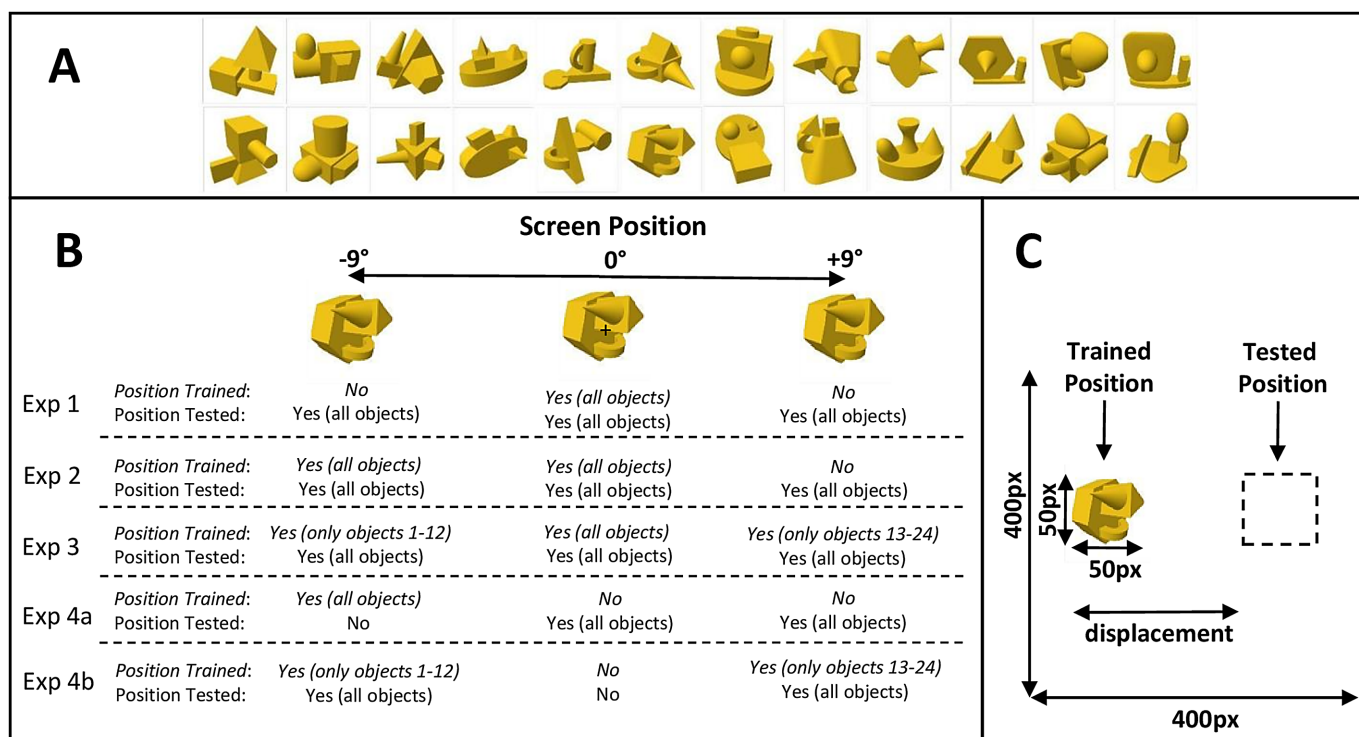 A
B
Screen Position
-9° 0° +9°
Exp 1
Position Trained: No Yes (all objects) No
Position Tested: Yes (all objects) Yes (all objects) Yes (all objects)
Exp 2
Position Trained: Yes (all objects) Yes (all objects) No
Position Tested: Yes (all objects) Yes (all objects) Yes (all objects)
Exp 3
Position Trained: Yes (only objects 1-12) Yes (all objects) Yes (only objects 13-24)
Position Tested: Yes (all objects) Yes (all objects) Yes (all objects)
Exp 4a
Position Trained: Yes (all objects) No No
Position Tested: No Yes (all objects) Yes (all objects)
Exp 4b
Position Trained: Yes (only objects 1-12) No Yes (only objects 13-24)
Position Tested: Yes (all objects) No Yes (all objects)
C
Trained Position
Tested Position
400px
50px
50px
displacement
400px